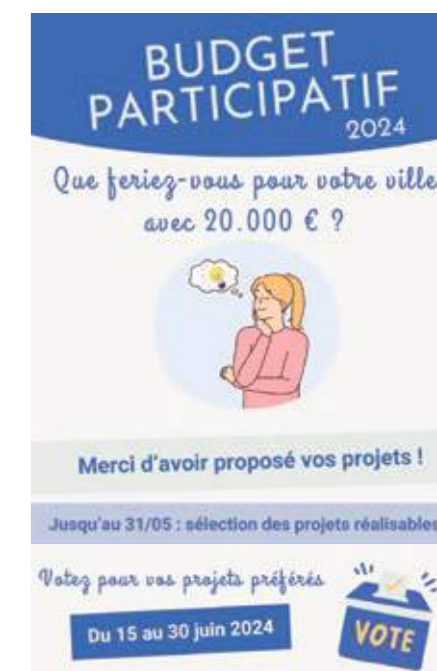 BUDGET
PARTICIPATIF
2024
Que feriez-vous pour votre ville
avec 20.000 € ?
Merci d'avoir proposé vos projets !
Jusqu'au 31/05 : sélection des projets réalisables
Votez pour vos projets préférés
Du 15 au 30 juin 2024
VOTE